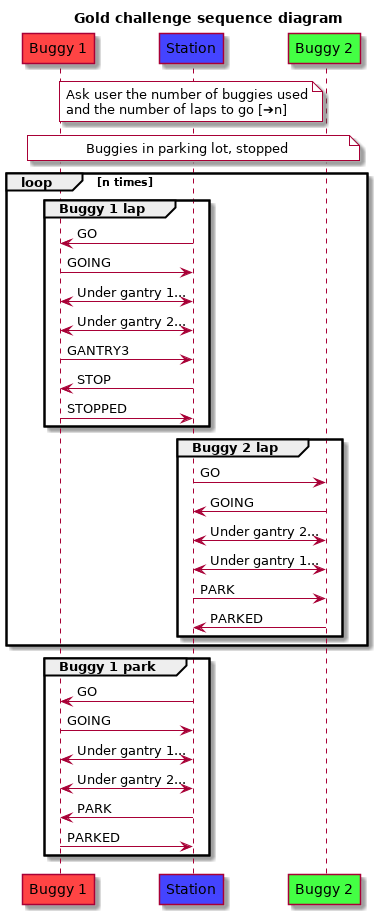 Gold challenge sequence diagram
Buggy 1
Station
Buggy 2
Ask user the number of buggies used
and the number of laps to go [➔n]
Buggies in parking lot, stopped
loop [n times]
Buggy 1 lap
GO
GOING
Under gantry 1...
Under gantry 2...
GANTRY3
STOP
STOPPED
Buggy 2 lap
GO
GOING
Under gantry 2...
Under gantry 1...
PARK
PARKED
Buggy 1 park
GO
GOING
Under gantry 1...
Under gantry 2...
PARK
PARKED
Buggy 1
Station
Buggy 2